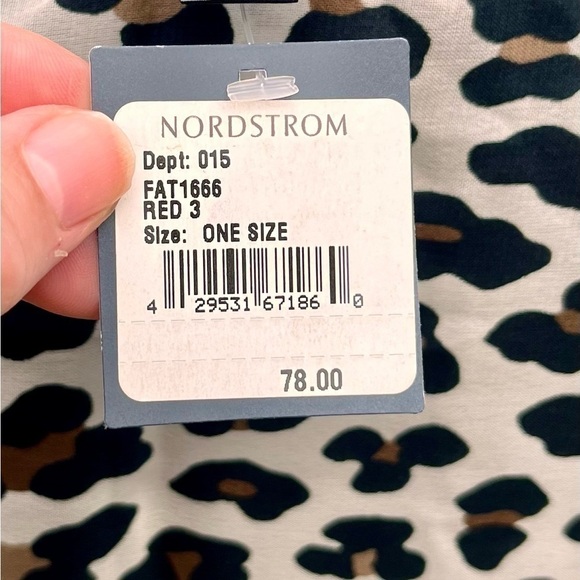 NORDSTROM
Dept: 015
FAT1666
RED 3
Size: ONE SIZE
4 29531 67186 0
78.00